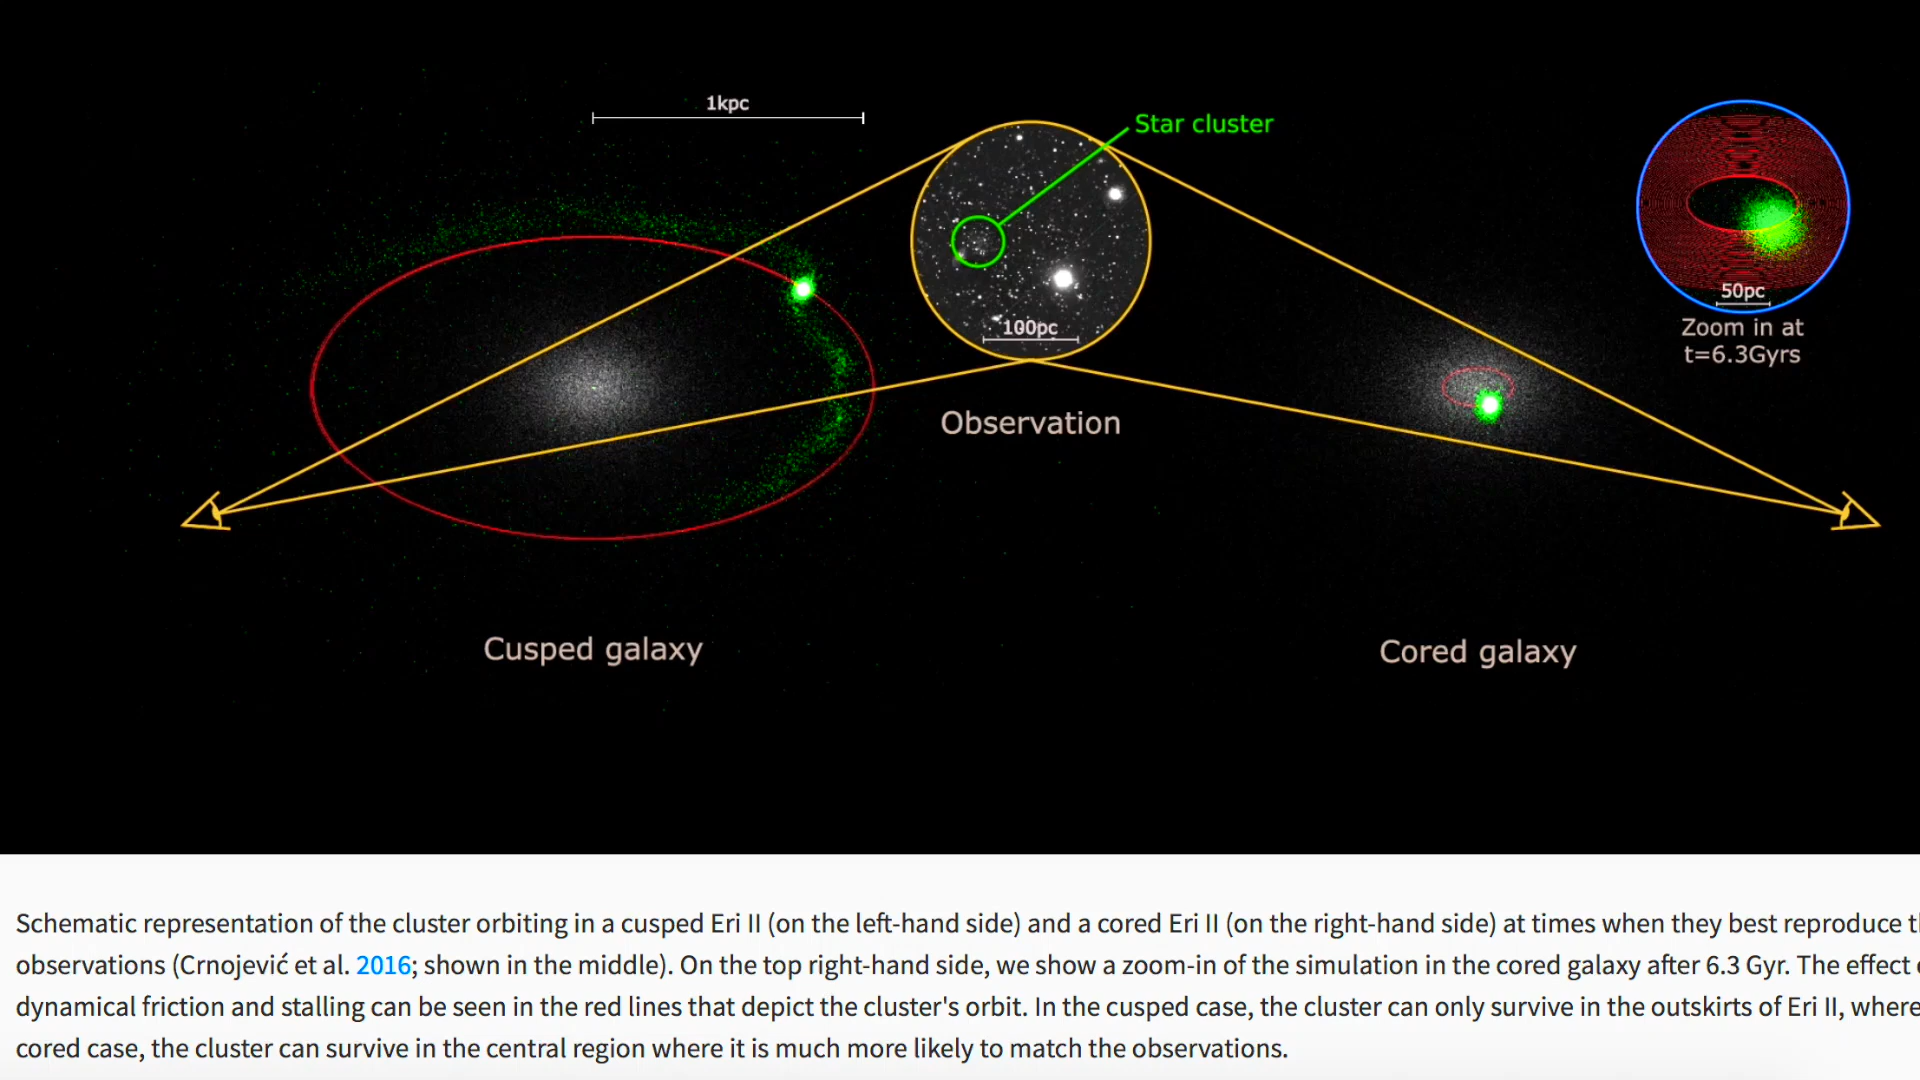 1kpc
Star cluster
100pc
Observation
50pc
Zoom in at
t=6.3Gyrs
Cusped galaxy
Cored galaxy
Schematic representation of the cluster orbiting in a cusped Eri II (on the left-hand side) and a cored Eri II (on the right-hand side) at times when they best reproduce
observations (Crnojević et al. 2016; shown in the middle). On the top right-hand side, we show a zoom-in of the simulation in the cored galaxy after 6.3 Gyr. The effect
dynamical friction and stalling can be seen in the red lines that depict the cluster's orbit. In the cusped case, the cluster can only survive in the outskirts of Eri II, where
cored case, the cluster can survive in the central region where it is much more likely to match the observations.